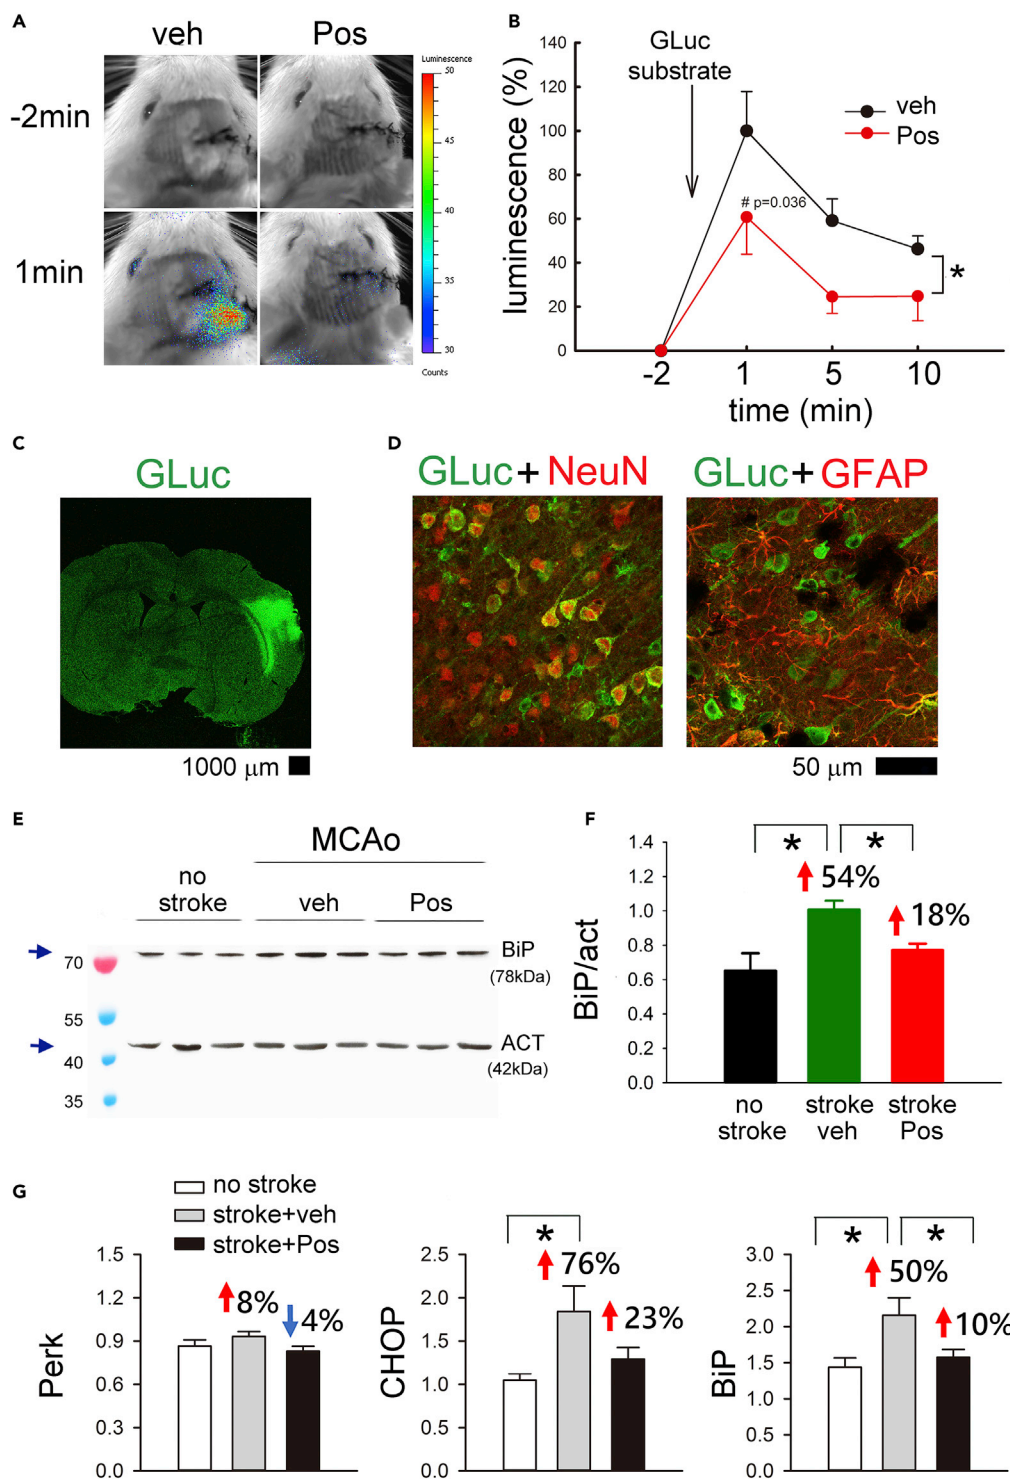 A
veh
Pos
Luminescence
-2min
1min
50
45
40
35
30
Counts
B
GLuc
substrate
veh
Pos
# p=0.036
*
luminescence (%)
140
120
100
80
60
40
20
0
-2
1
5
10
time (min)
C
GLuc
1000 μm
D
GLuc+NeuN
GLuc+GFAP
50 μm
E
MCAo
no
stroke
veh
Pos
70
55
40
35
BiP
(78kDa)
ACT
(42kDa)
F
BiP/act
1.4
1.2
1.0
0.8
0.6
0.4
0.2
0.0
*
*
54%
18%
no
stroke
stroke
veh
stroke
Pos
G
no stroke
stroke+veh
stroke+Pos
Perk
1.5
1.2
0.9
0.6
0.3
0.0
8%
4%
CHOP
2.5
2.0
1.5
1.0
0.5
0.0
*
76%
23%
BiP
3.0
2.5
2.0
1.5
1.0
0.5
0.0
*
*
50%
10%